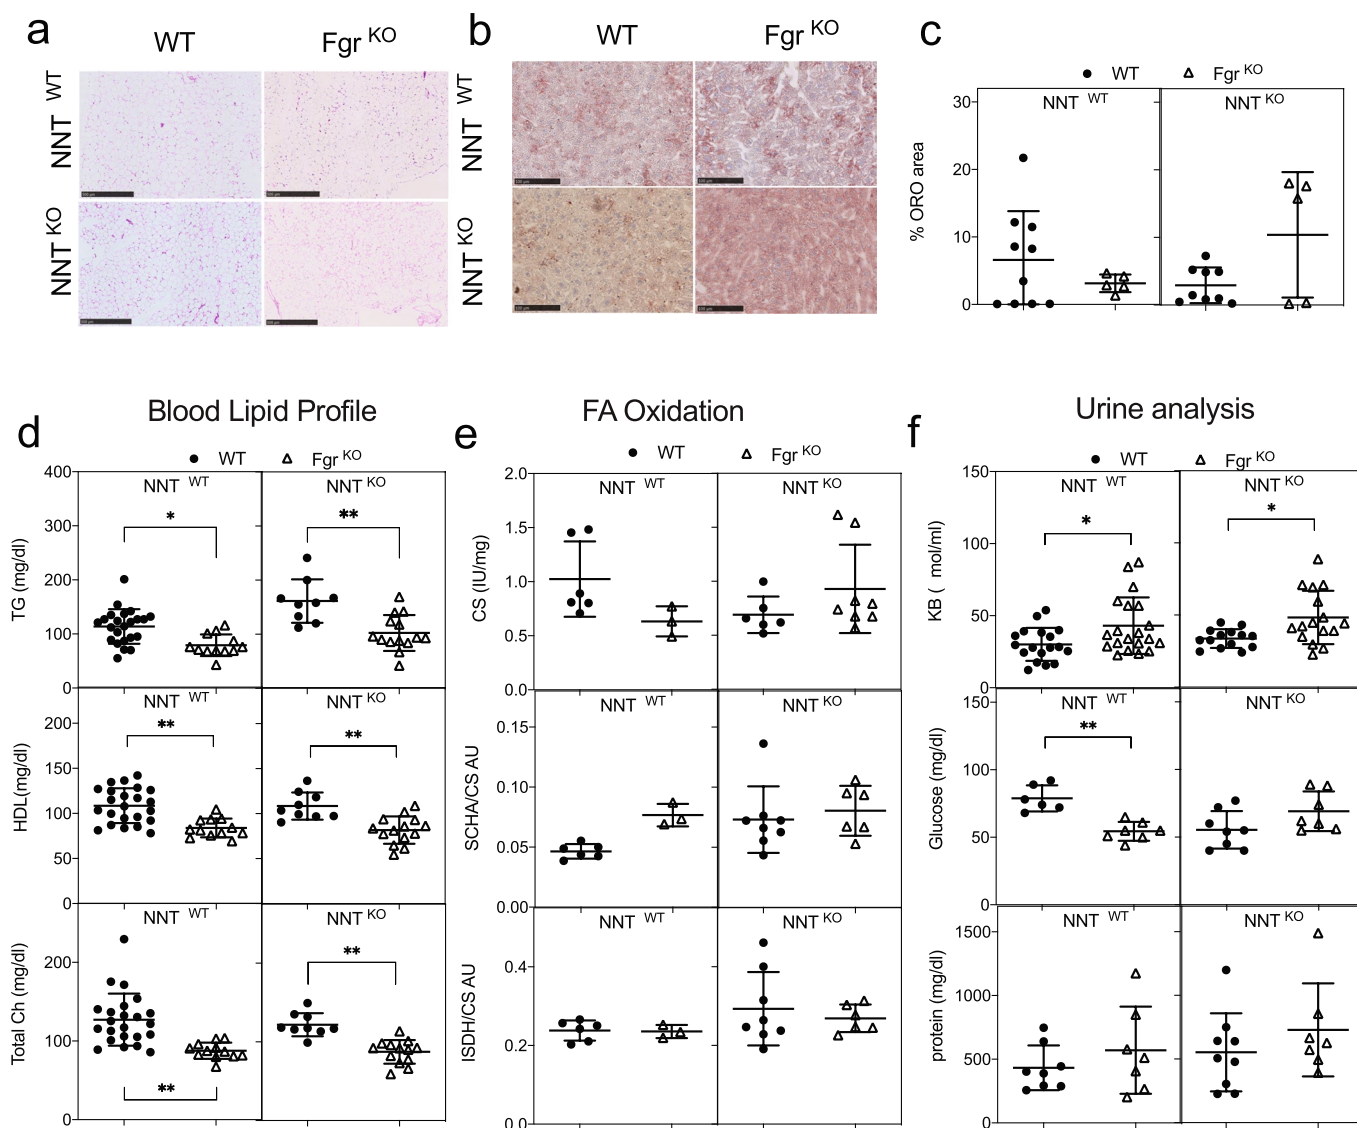 a
WT
Fgr KO
NNT WT
NNT KO
b
WT
Fgr KO
NNT WT
NNT KO
c
WT
Fgr KO
NNT WT
NNT KO
% ORO area
30
20
10
0
Blood Lipid Profile
d
WT
Fgr KO
NNT WT
NNT KO
TG (mg/dl)
400
300
200
100
0
*
**
NNT WT
NNT KO
HDL(mg/dl)
200
150
100
50
0
**
**
NNT WT
NNT KO
Total Ch (mg/dl)
200
100
0
**
**
FA Oxidation
e
WT
Fgr KO
NNT WT
NNT KO
CS (IU/mg)
2.0
1.5
1.0
0.5
0.0
NNT WT
NNT KO
SCHA/CS AU
0.15
0.10
0.05
0.00
NNT WT
NNT KO
ISDH/CS AU
0.4
0.2
0.0
Urine analysis
f
WT
Fgr KO
NNT WT
NNT KO
KB ( mol/ml)
150
100
50
0
*
*
NNT WT
NNT KO
Glucose (mg/dl)
150
100
50
0
**
NNT WT
NNT KO
protein (mg/dl)
1500
1000
500
0